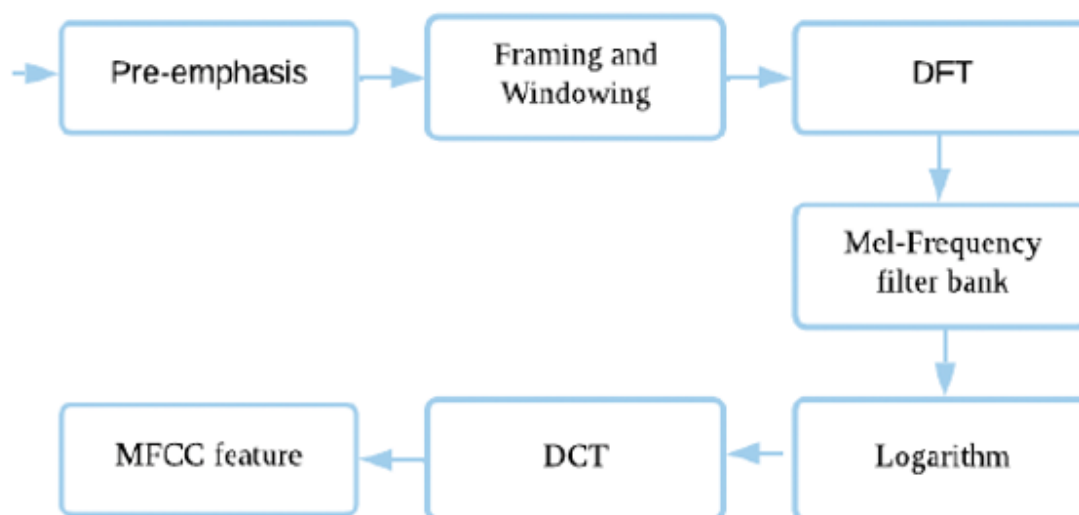 Pre-emphasis
Framing and
Windowing
DFT
Mel-Frequency
filter bank
Logarithm
DCT
MFCC feature